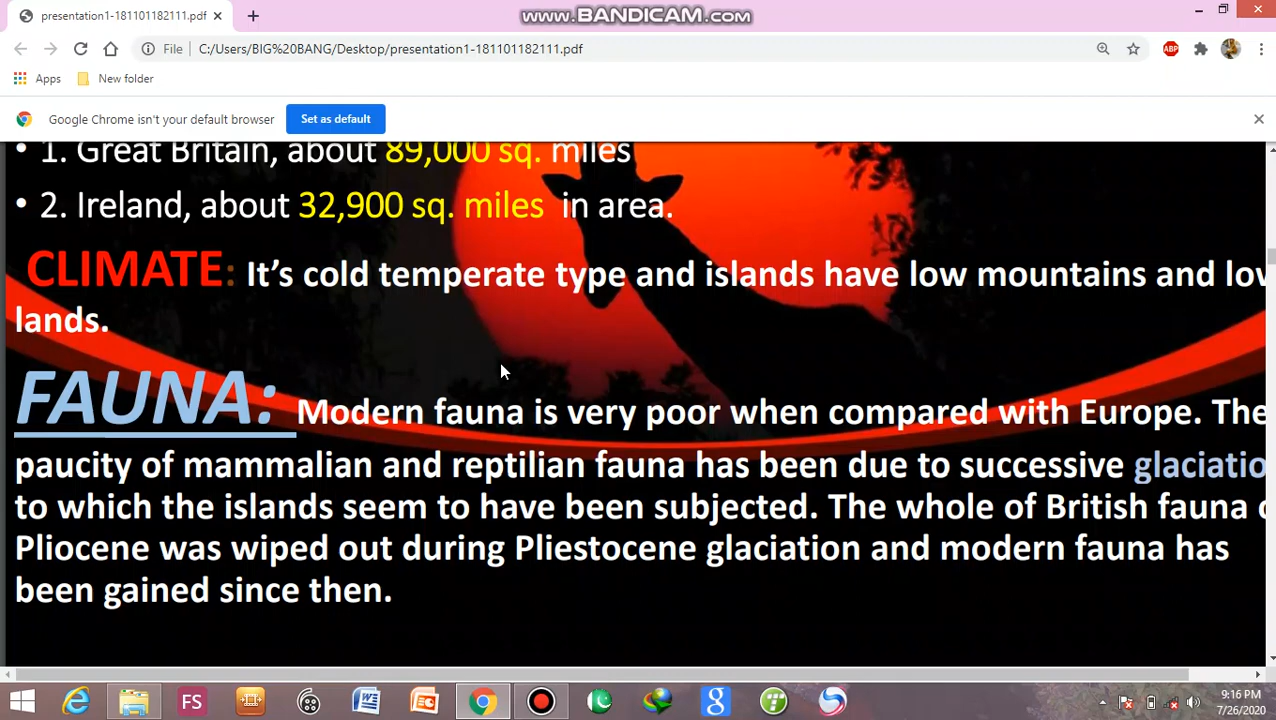 presentation1-181101182111.pdf
www.BANDICAM.com
File C:/Users/BIG%20BANG/Desktop/presentation1-181101182111.pdf
ABP
Apps New folder
Google Chrome isn't your default browser Set as default
• 1. Great Britain, about 89,000 sq. miles
• 2. Ireland, about 32,900 sq. miles in area.
CLIMATE: It's cold temperate type and islands have low mountains and low
lands.
FAUNA: Modern fauna is very poor when compared with Europe. The
paucity of mammalian and reptilian fauna has been due to successive glaciatio
to which the islands seem to have been subjected. The whole of British fauna
Pliocene was wiped out during Pliestocene glaciation and modern fauna has
been gained since then.
FS
9:16 PM
7/26/2020